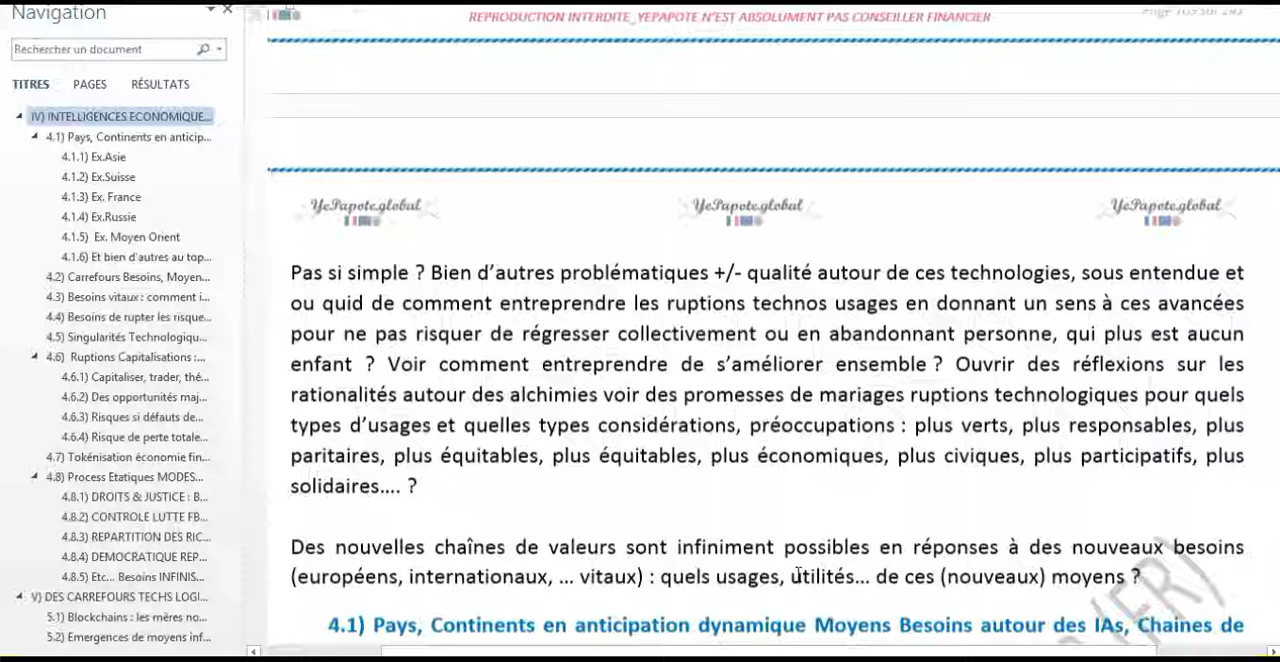 Navigation
REPRODUCTION INTERDITE_YEPAPOTE N'EST ABSOLUMENT PAS CONSEILLER FINANCIER
Rechercher un document
TITRES PAGES RÉSULTATS
IV) INTELLIGENCES ECONOMIQUE...
4.1) Pays, Continents en anticip...
4.1.1) Ex.Asie
4.1.2) Ex.Suisse
4.1.3) Ex. France
4.1.4) Ex.Russie
4.1.5) Ex. Moyen Orient
4.1.6) Et bien d'autres au top...
4.2) Carrefours Besoins, Moyen...
4.3) Besoins vitaux : comment i...
4.4) Besoins de rupter les risque...
4.5) Singularités Technologiqu...
4.6) Ruptions Capitalisations :...
4.6.1) Capitaliser, trader, thé...
4.6.2) Des opportunités maj...
4.6.3) Risques si défauts de...
4.6.4) Risque de perte totale...
4.7) Tokénisation économie fin...
4.8) Process Etatiques MODES...
4.8.1) DROITS & JUSTICE : B...
4.8.2) CONTROLE LUTTE FB...
4.8.3) REPARTITION DES RIC...
4.8.4) DEMOCRATIQUE REP...
4.8.5) Etc... Besoins INFINIS...
V) DES CARREFOURS TECHS LOGI...
5.1) Blockchains : les mères no...
5.2) Emergences de moyens inf...
YePapote.global YePapote.global YePapote.global
Pas si simple ? Bien d'autres problématiques +/- qualité autour de ces technologies, sous entendue et
ou quid de comment entreprendre les ruptions technos usages en donnant un sens à ces avancées
pour ne pas risquer de régresser collectivement ou en abandonnant personne, qui plus est aucun
enfant ? Voir comment entreprendre de s'améliorer ensemble ? Ouvrir des réflexions sur les
rationalités autour des alchimies voir des promesses de mariages ruptions technologiques pour quels
types d'usages et quelles types considérations, préoccupations : plus verts, plus responsables, plus
paritaires, plus équitables, plus équitables, plus économiques, plus civiques, plus participatifs, plus
solidaires.... ?
Des nouvelles chaînes de valeurs sont infiniment possibles en réponses à des nouveaux besoins
(européens, internationaux, ... vitaux) : quels usages, utilités... de ces (nouveaux) moyens ?
4.1) Pays, Continents en anticipation dynamique Moyens Besoins autour des IAs, Chaines de